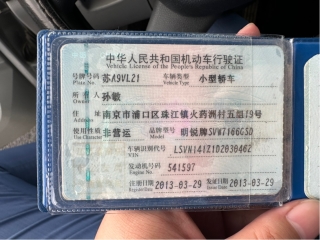 中华人民共和国机动车行驶证
Vehicle License of the People's Republic of China
号牌号码 苏A9VL21 车辆类型 小型轿车
Plate No. Vehicle Type
所有人 孙敏
Owner
住址 南京市浦口区珠江镇火药洲村五组19号
Address
使用性质 非营运 品牌型号 明锐牌SVW7166GSD
Use Character Model
车辆识别代号 LSVNI41Z1D2030462
VIN
发动机号码 541597
Engine No.
注册日期 2013-03-29 发证日期 2013-03-29
Register Date Issue Date